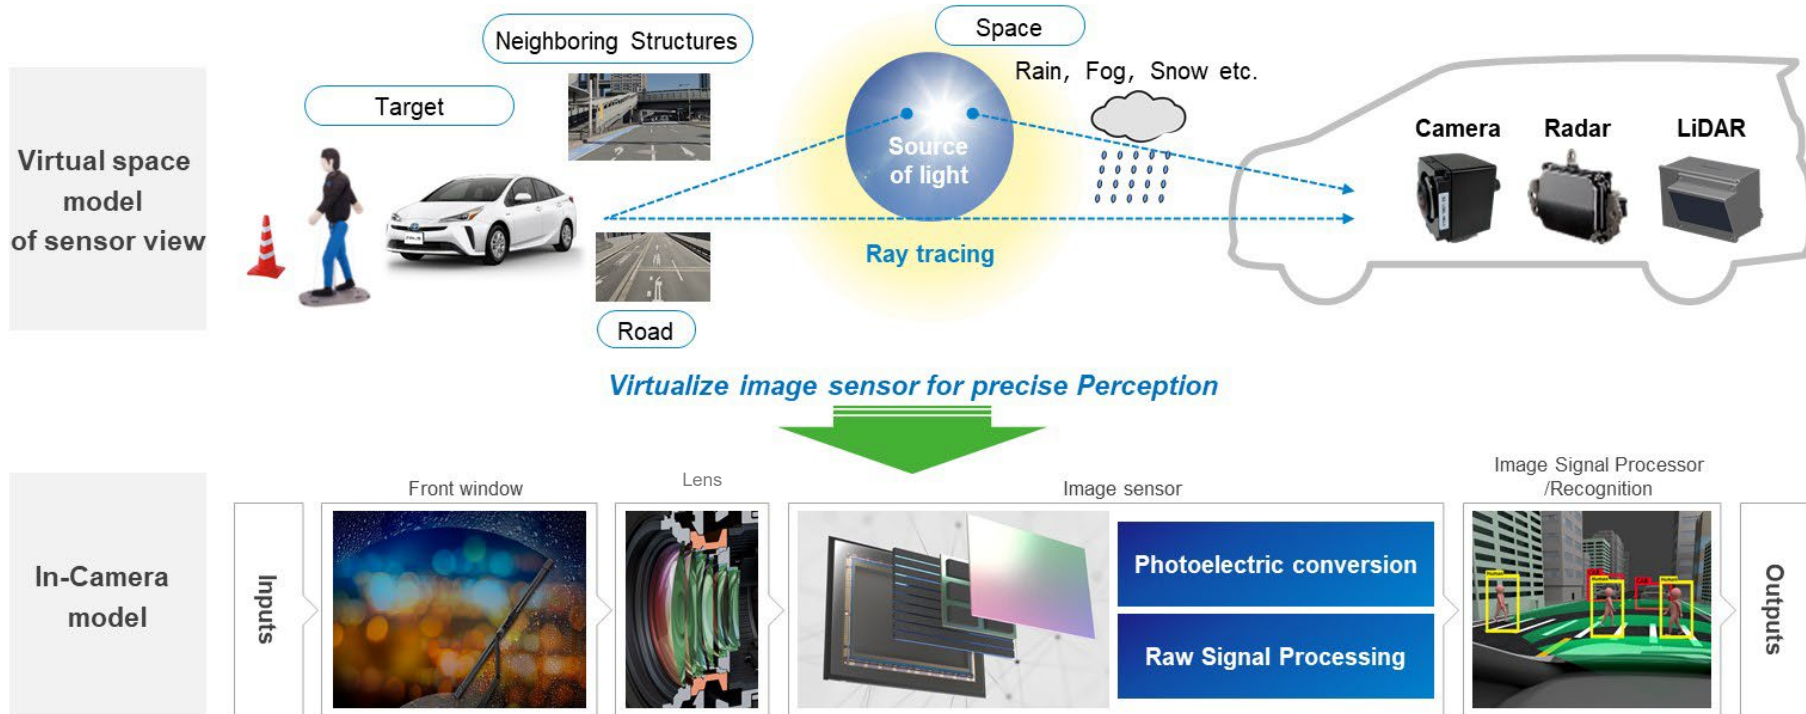 Virtual space
model
of sensor view
Target
Neighboring Structures
Road
Space
Rain, Fog, Snow etc.
Source
of light
Ray tracing
Camera
Radar
LiDAR
Virtualize image sensor for precise Perception
In-Camera
model
Inputs
Front window
Lens
Image sensor
Photoelectric conversion
Raw Signal Processing
Image Signal Processor
/Recognition
Outputs